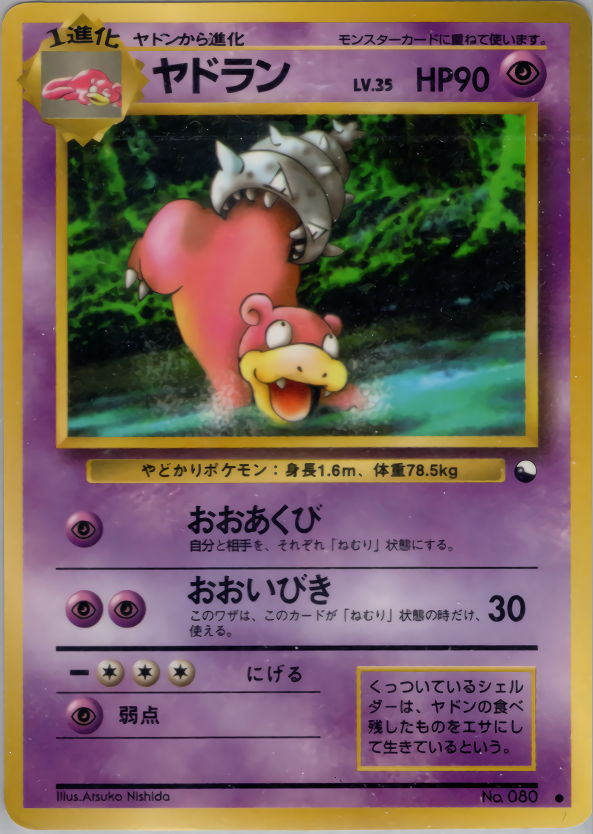 1進化 ヤドンから進化 モンスターカードに重ねて使います。
ヤドラン LV.35 HP90
やどかりポケモン：身長1.6m、体重78.5kg
おおあくび
自分と相手を、それぞれ「ねむり」状態にする。
おおいびき 30
このワザは、このカードが「ねむり」状態の時だけ、
使える。
ー にげる
弱点
くっついているシェル
ダーは、ヤドンの食べ
残したものをエサにし
て生きているという。
Illus.Atsuko Nishida No. 080